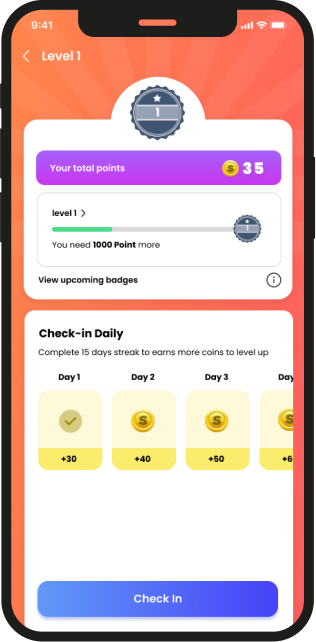 9:41
Level 1
1
Your total points
S 35
level 1
1
You need 1000 Point more
View upcoming badges
i
Check-in Daily
Complete 15 days streak to earns more coins to level up
Day 1 Day 2 Day 3 Day
S S S
+30 +40 +50 +6
Check In